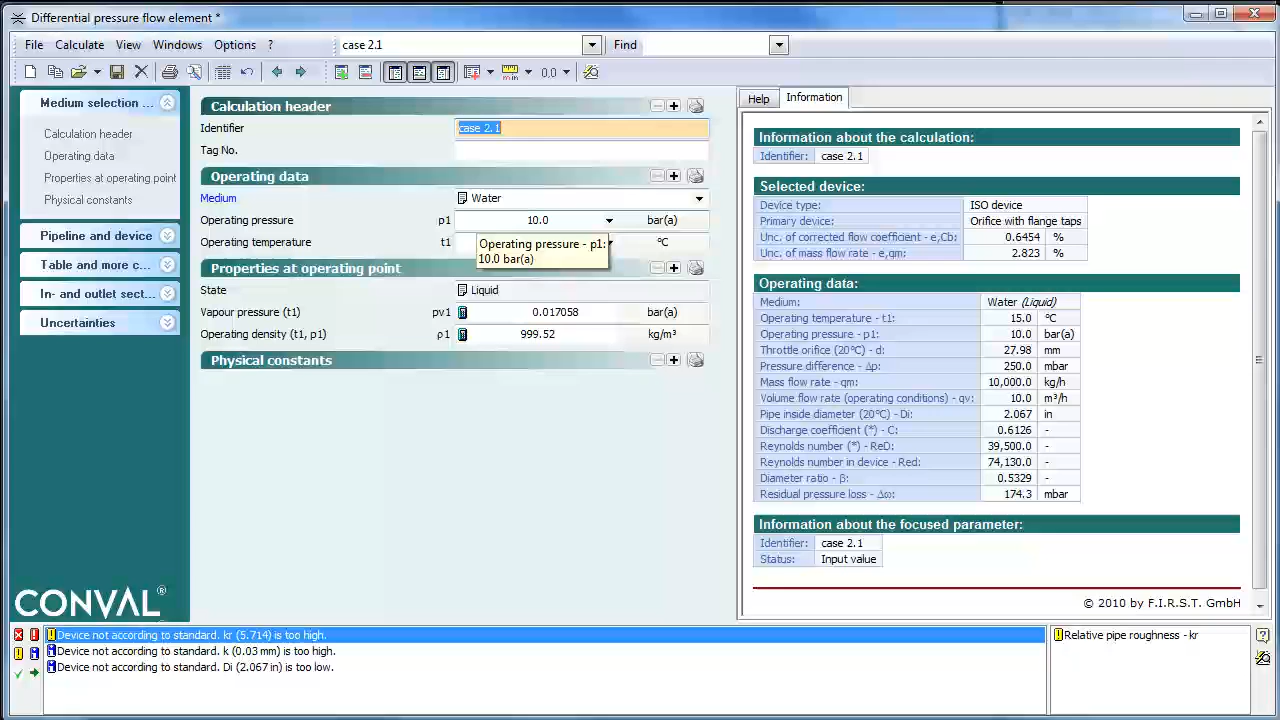 Differential pressure flow element *
File Calculate View Windows Options ? case 2.1 Find
Medium selection ...
Calculation header
Operating data
Properties at operating point
Physical constants
Pipeline and device
Table and more c...
In- and outlet sect...
Uncertainties
CONVAL®
Calculation header
Identifier case 2.1
Tag No.
Operating data
Medium Water
Operating pressure p1 10.0 bar(a)
Operating temperature t1 °C
Operating pressure - p1:
10.0 bar(a)
Properties at operating point
State Liquid
Vapour pressure (t1) pv1 0.017058 bar(a)
Operating density (t1, p1) ρ1 999.52 kg/m³
Physical constants
Help Information
Information about the calculation:
Identifier: case 2.1
Selected device:
Device type: ISO device
Primary device: Orifice with flange taps
Unc. of corrected flow coefficient - e,Cb: 0.6454 %
Unc. of mass flow rate - e,qm: 2.823 %
Operating data:
Medium: Water (Liquid)
Operating temperature - t1: 15.0 °C
Operating pressure - p1: 10.0 bar(a)
Throttle orifice (20°C) - d: 27.98 mm
Pressure difference - Δp: 250.0 mbar
Mass flow rate - qm: 10,000.0 kg/h
Volume flow rate (operating conditions) - qv: 10.0 m³/h
Pipe inside diameter (20°C) - Di: 2.067 in
Discharge coefficient (*) - C: 0.6126 -
Reynolds number (*) - ReD: 39,500.0 -
Reynolds number in device - Red: 74,130.0 -
Diameter ratio - β: 0.5329 -
Residual pressure loss - Δω: 174.3 mbar
Information about the focused parameter:
Identifier: case 2.1
Status: Input value
© 2010 by F.I.R.S.T. GmbH
Device not according to standard. kr (5.714) is too high.
Device not according to standard. k (0.03 mm) is too high.
Device not according to standard. Di (2.067 in) is too low.
Relative pipe roughness - kr